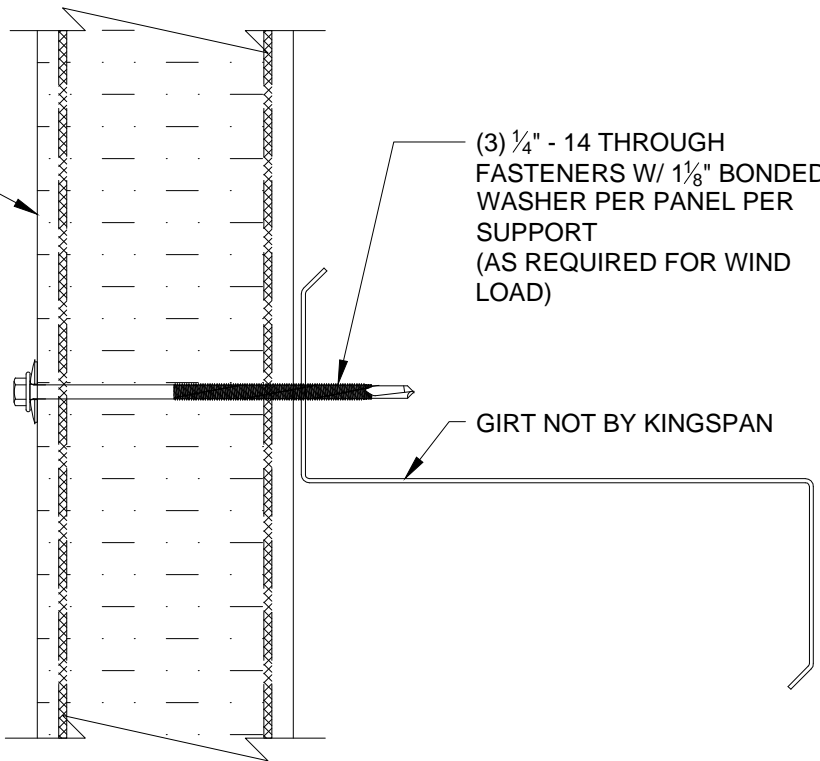 (3) ¼" - 14 THROUGH
FASTENERS W/ 1⅛" BONDED
WASHER PER PANEL PER
SUPPORT
(AS REQUIRED FOR WIND
LOAD)
GIRT NOT BY KINGSPAN